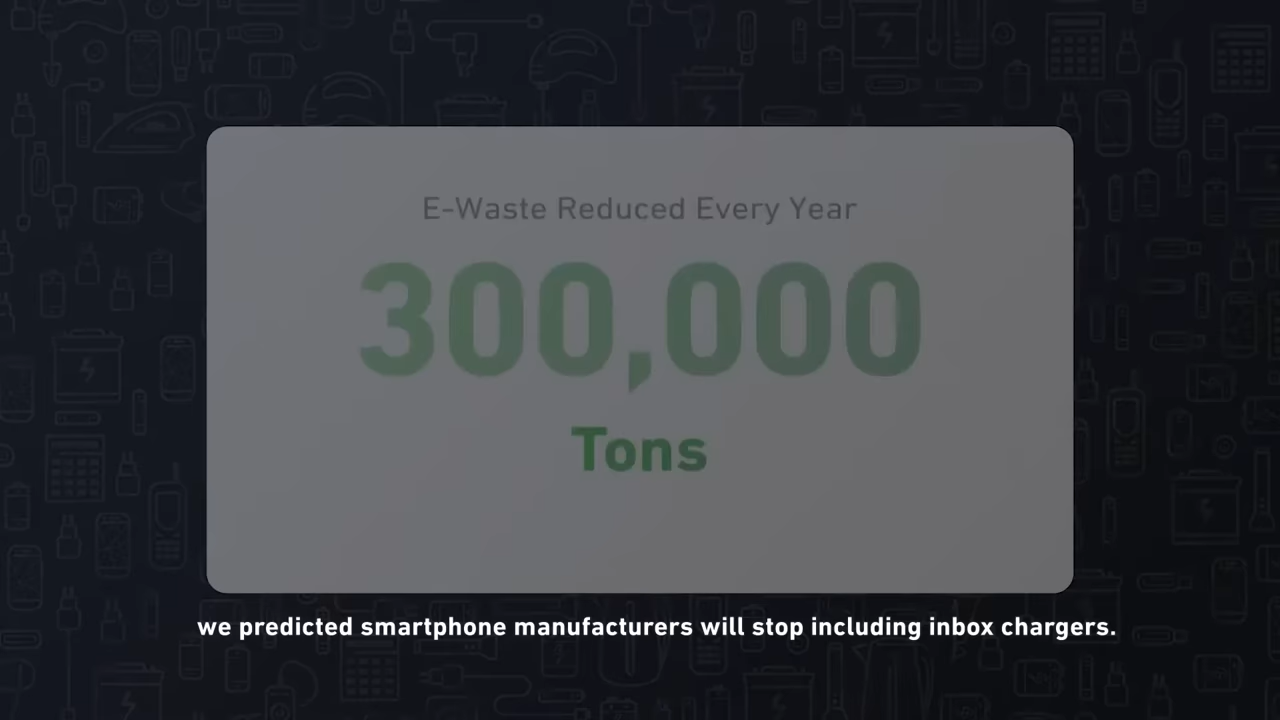 E-Waste Reduced Every Year
300,000
Tons
we predicted smartphone manufacturers will stop including inbox chargers.